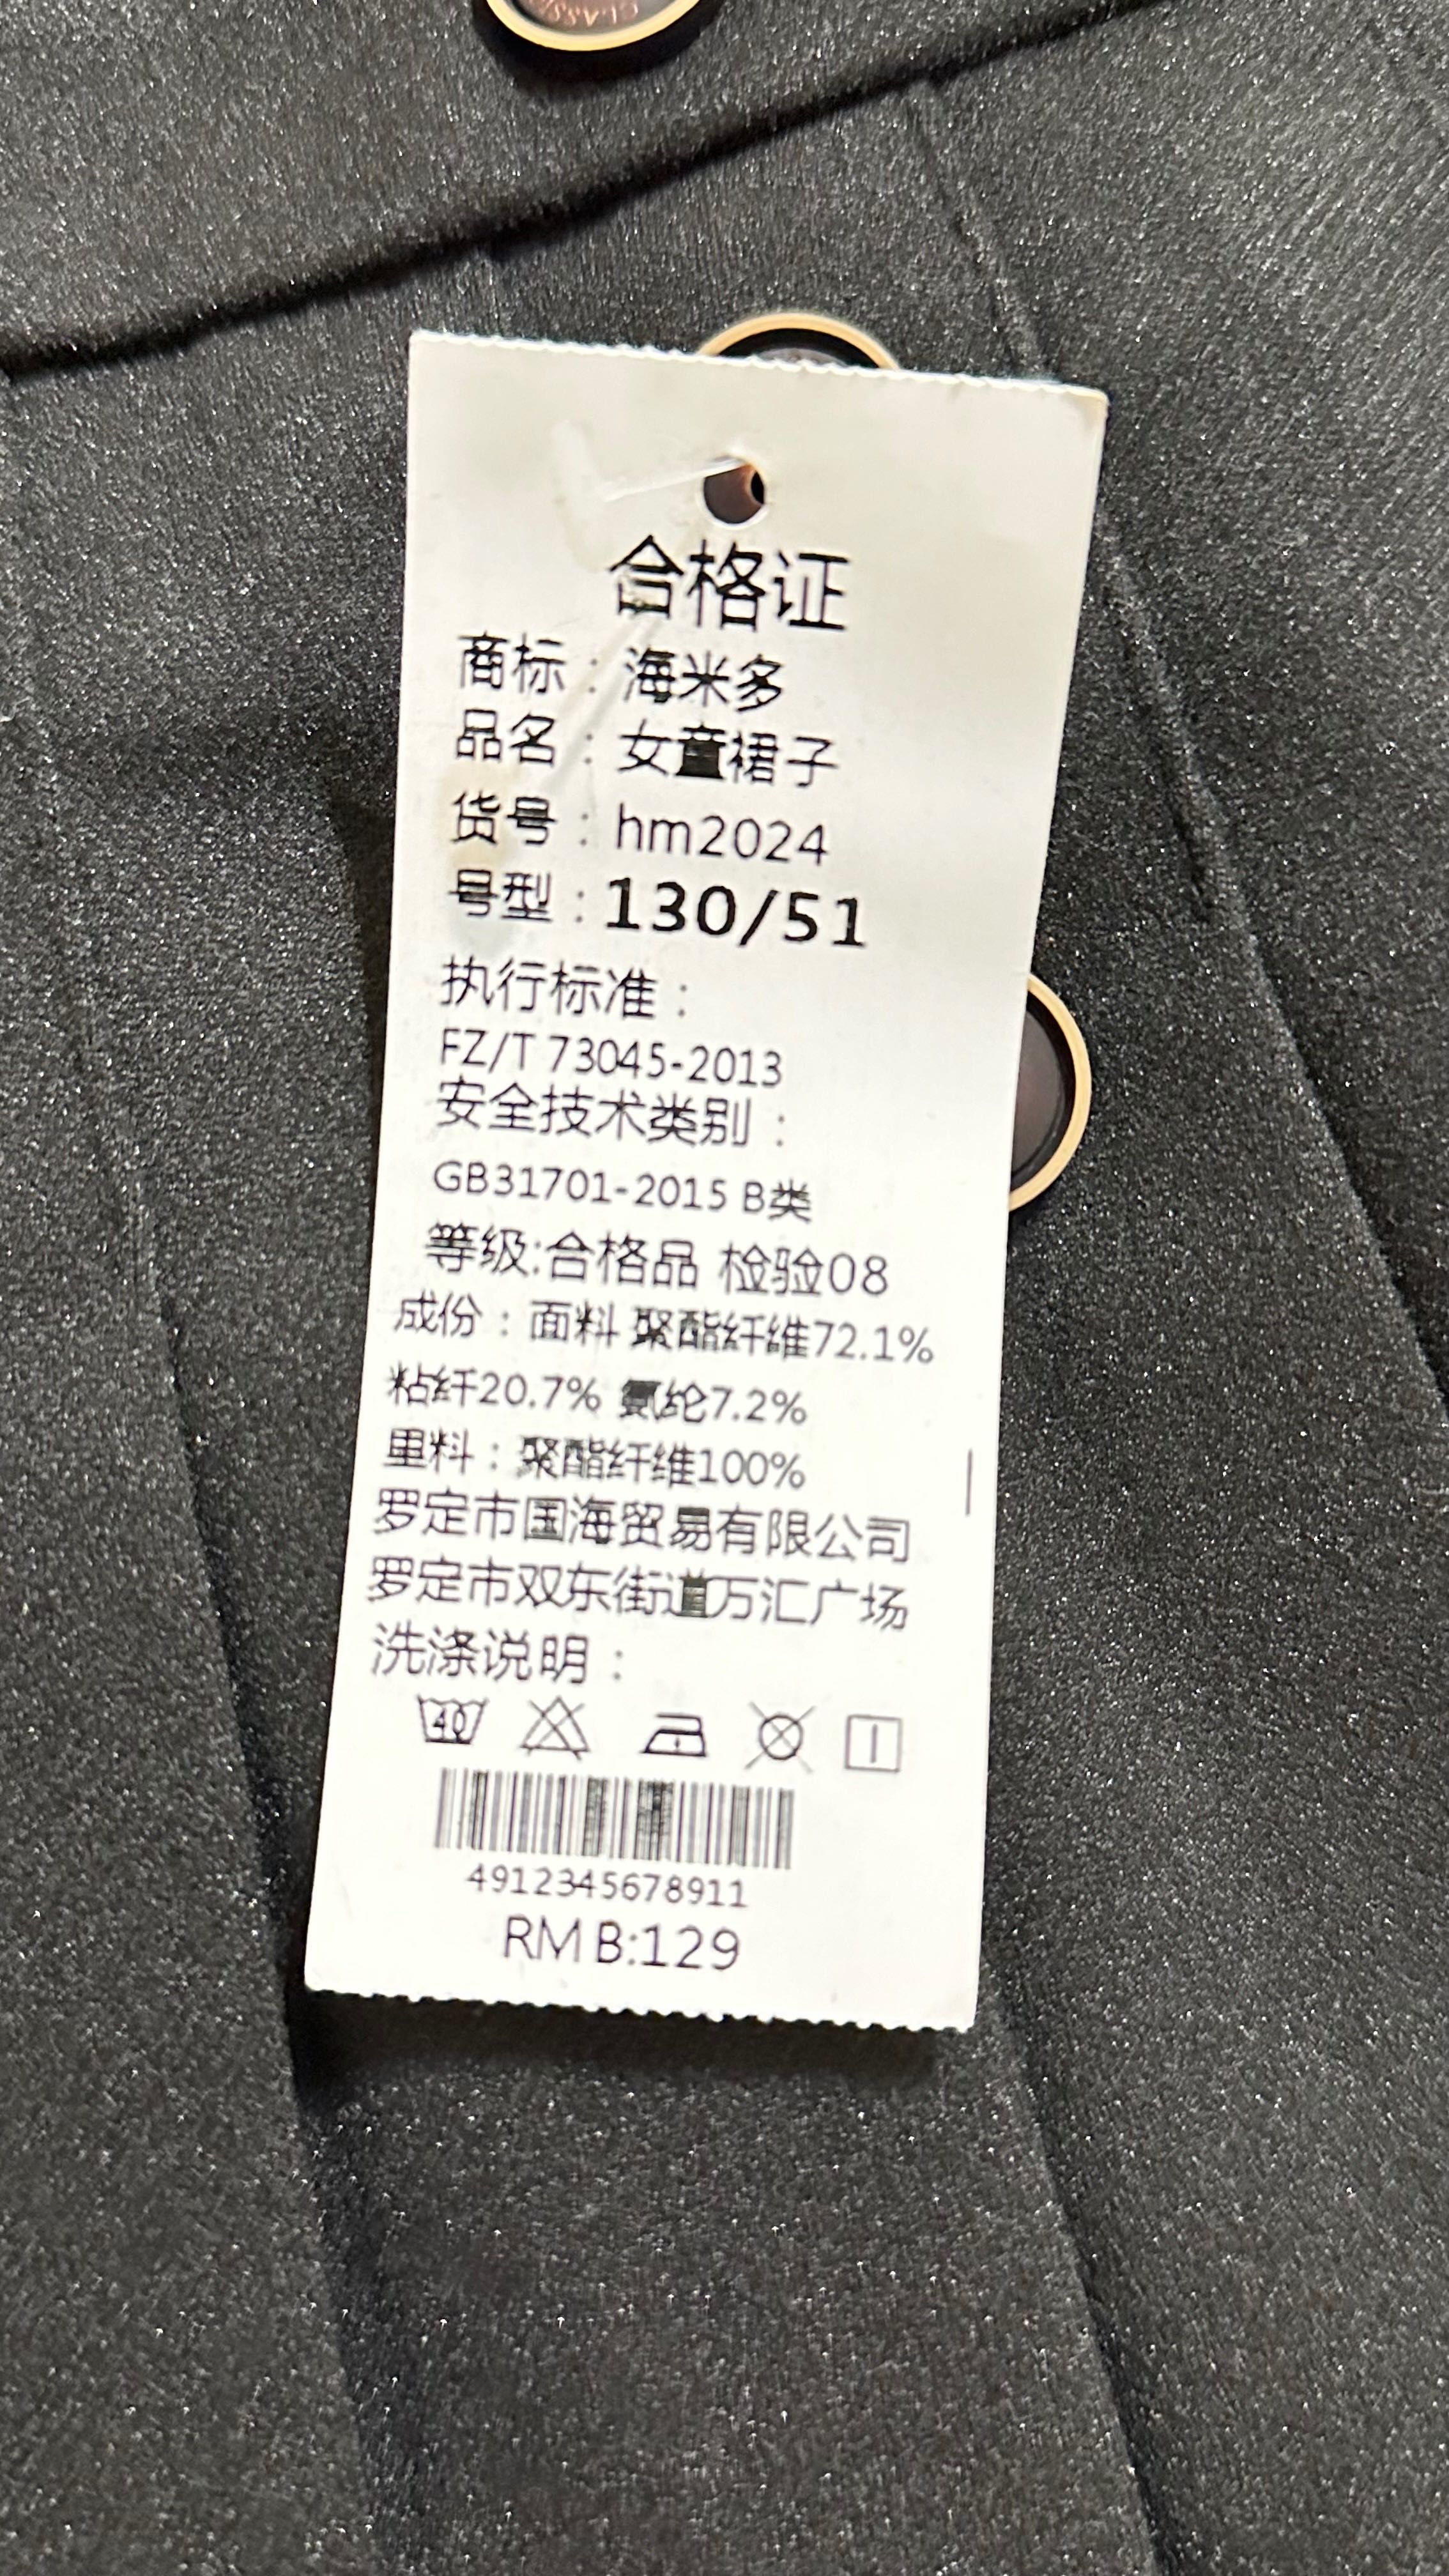 CLASS
合格证
商标：海米多
品名：女童裙子
货号：hm2024
号型：130/51
执行标准：
FZ/T 73045-2013
安全技术类别：
GB31701-2015 B类
等级:合格品 检验08
成份：面料 聚酯纤维72.1%
粘纤20.7% 氨纶7.2%
里料：聚酯纤维100%
罗定市国海贸易有限公司
罗定市双东街道万汇广场
洗涤说明：
40
4912345678911
RMB:129